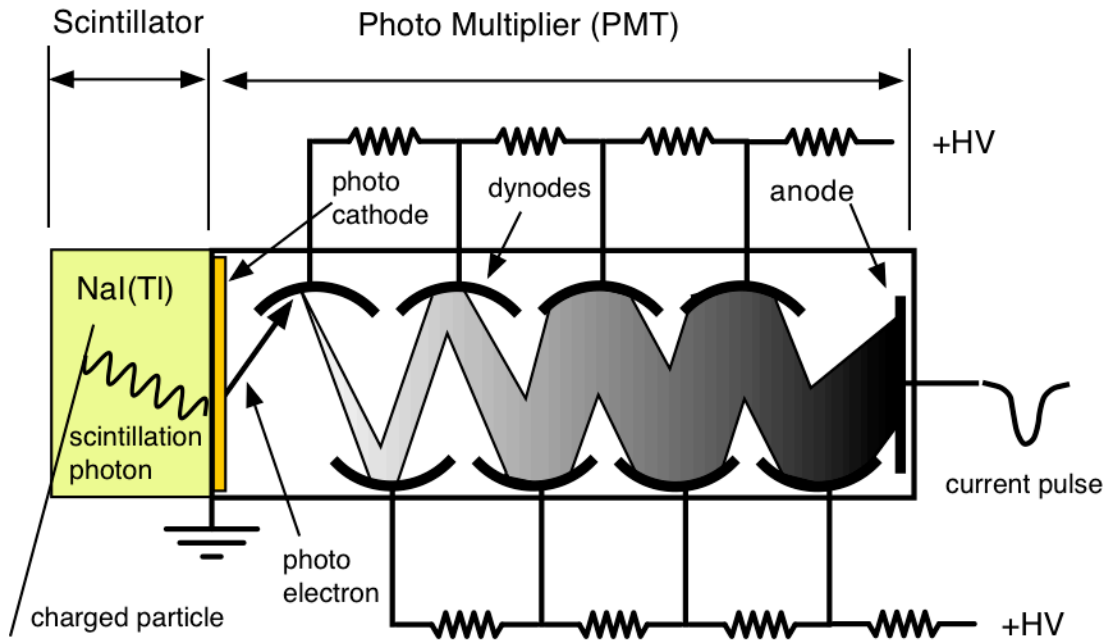 Scintillator
Photo Multiplier (PMT)
+HV
photo
cathode
dynodes
anode
NaI(Tl)
scintillation
photon
current pulse
photo
electron
charged particle
+HV